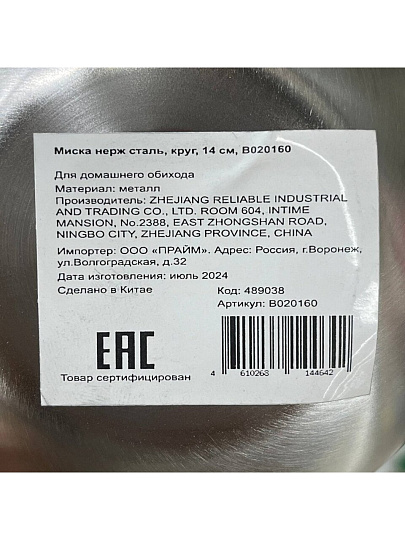 Миска нерж сталь, круг, 14 см, B020160
Для домашнего обихода
Материал: металл
Производитель: ZHEJIANG RELIABLE INDUSTRIAL
AND TRADING CO., LTD. ROOM 604, INTIME
MANSION, No.2388, EAST ZHONGSHAN ROAD,
NINGBO CITY, ZHEJIANG PROVINCE, CHINA
Импортер: ООО «ПРАЙМ». Адрес: Россия, г.Воронеж,
ул.Волгоградская, д.32
Дата изготовления: июль 2024
Сделано в Китае
Код: 489038
Артикул: B020160
EAC
Товар сертифицирован
4 610268 144642